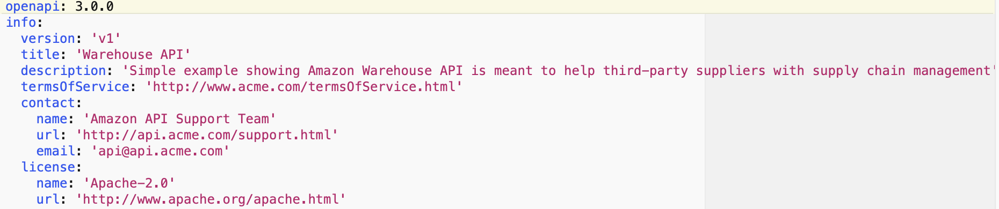 openapi: 3.0.0
info:
  version: 'v1'
  title: 'Warehouse API'
  description: 'Simple example showing Amazon Warehouse API is meant to help third-party suppliers with supply chain management'
  termsOfService: 'http://www.acme.com/termsOfService.html'
  contact:
    name: 'Amazon API Support Team'
    url: 'http://api.acme.com/support.html'
    email: 'api@api.acme.com'
  license:
    name: 'Apache-2.0'
    url: 'http://www.apache.org/apache.html'